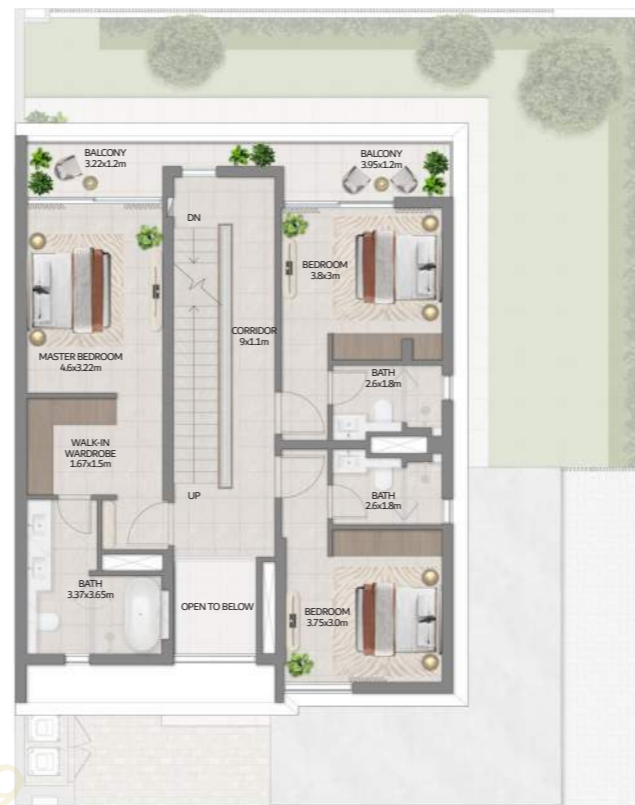 BALCONY
3.22x1.2m
BALCONY
3.95x1.2m
DN
BEDROOM
3.8x3m
CORRIDOR
9x1.1m
MASTER BEDROOM
4.6x3.22m
BATH
2.6x1.8m
WALK-IN
WARDROBE
1.67x1.5m
UP
BATH
2.6x1.8m
BATH
3.37x3.65m
OPEN TO BELOW
BEDROOM
3.75x3.0m